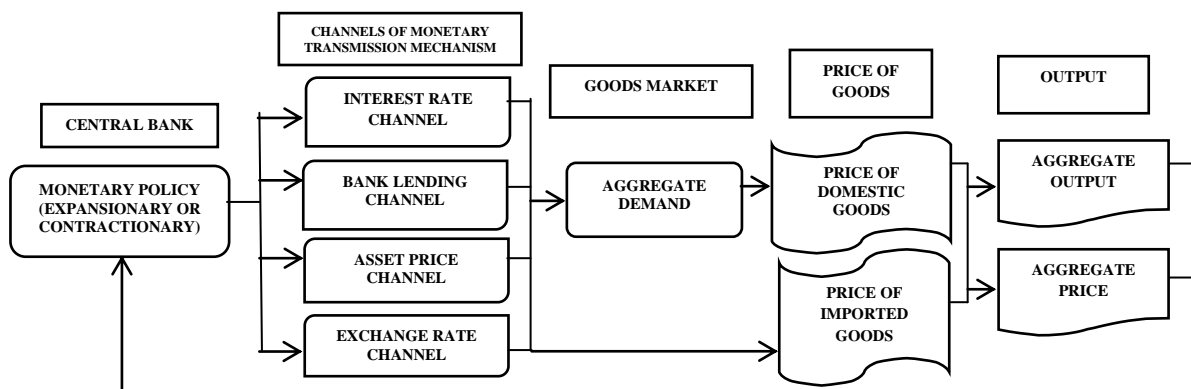 CHANNELS OF MONETARY
TRANSMISSION MECHANISM
CENTRAL BANK
GOODS MARKET
PRICE OF
GOODS
OUTPUT
MONETARY POLICY
(EXPANSIONARY OR
CONTRACTIONARY)
INTEREST RATE
CHANNEL
BANK LENDING
CHANNEL
ASSET PRICE
CHANNEL
EXCHANGE RATE
CHANNEL
AGGREGATE
DEMAND
PRICE OF
DOMESTIC
GOODS
PRICE OF
IMPORTED
GOODS
AGGREGATE
OUTPUT
AGGREGATE
PRICE